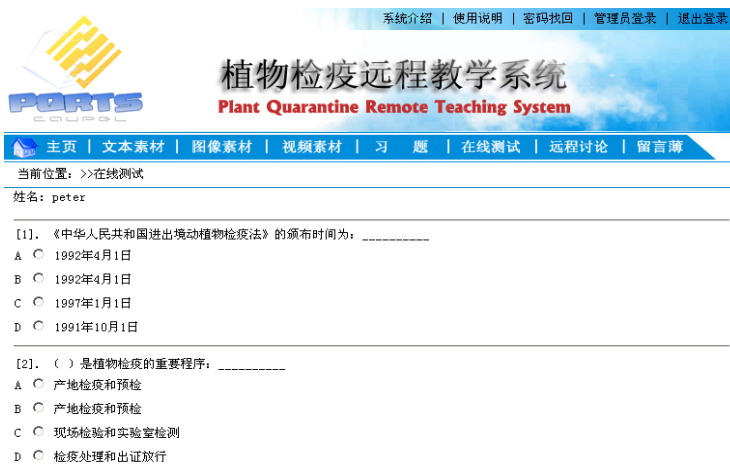 系统介绍 | 使用说明 | 密码找回 | 管理员登录 | 退出登录
PORTS
CAUPQL
植物检疫远程教学系统
Plant Quarantine Remote Teaching System
主页 | 文本素材 | 图像素材 | 视频素材 | 习 题 | 在线测试 | 远程讨论 | 留言薄
当前位置: >>在线测试
姓名: peter
[1]. 《中华人民共和国进出境动植物检疫法》的颁布时间为: __________
A 1992年4月1日
B 1992年4月1日
C 1997年1月1日
D 1991年10月1日
[2]. ( ) 是植物检疫的重要程序: __________
A 产地检疫和预检
B 产地检疫和预检
C 现场检验和实验室检测
D 检疫处理和出证放行